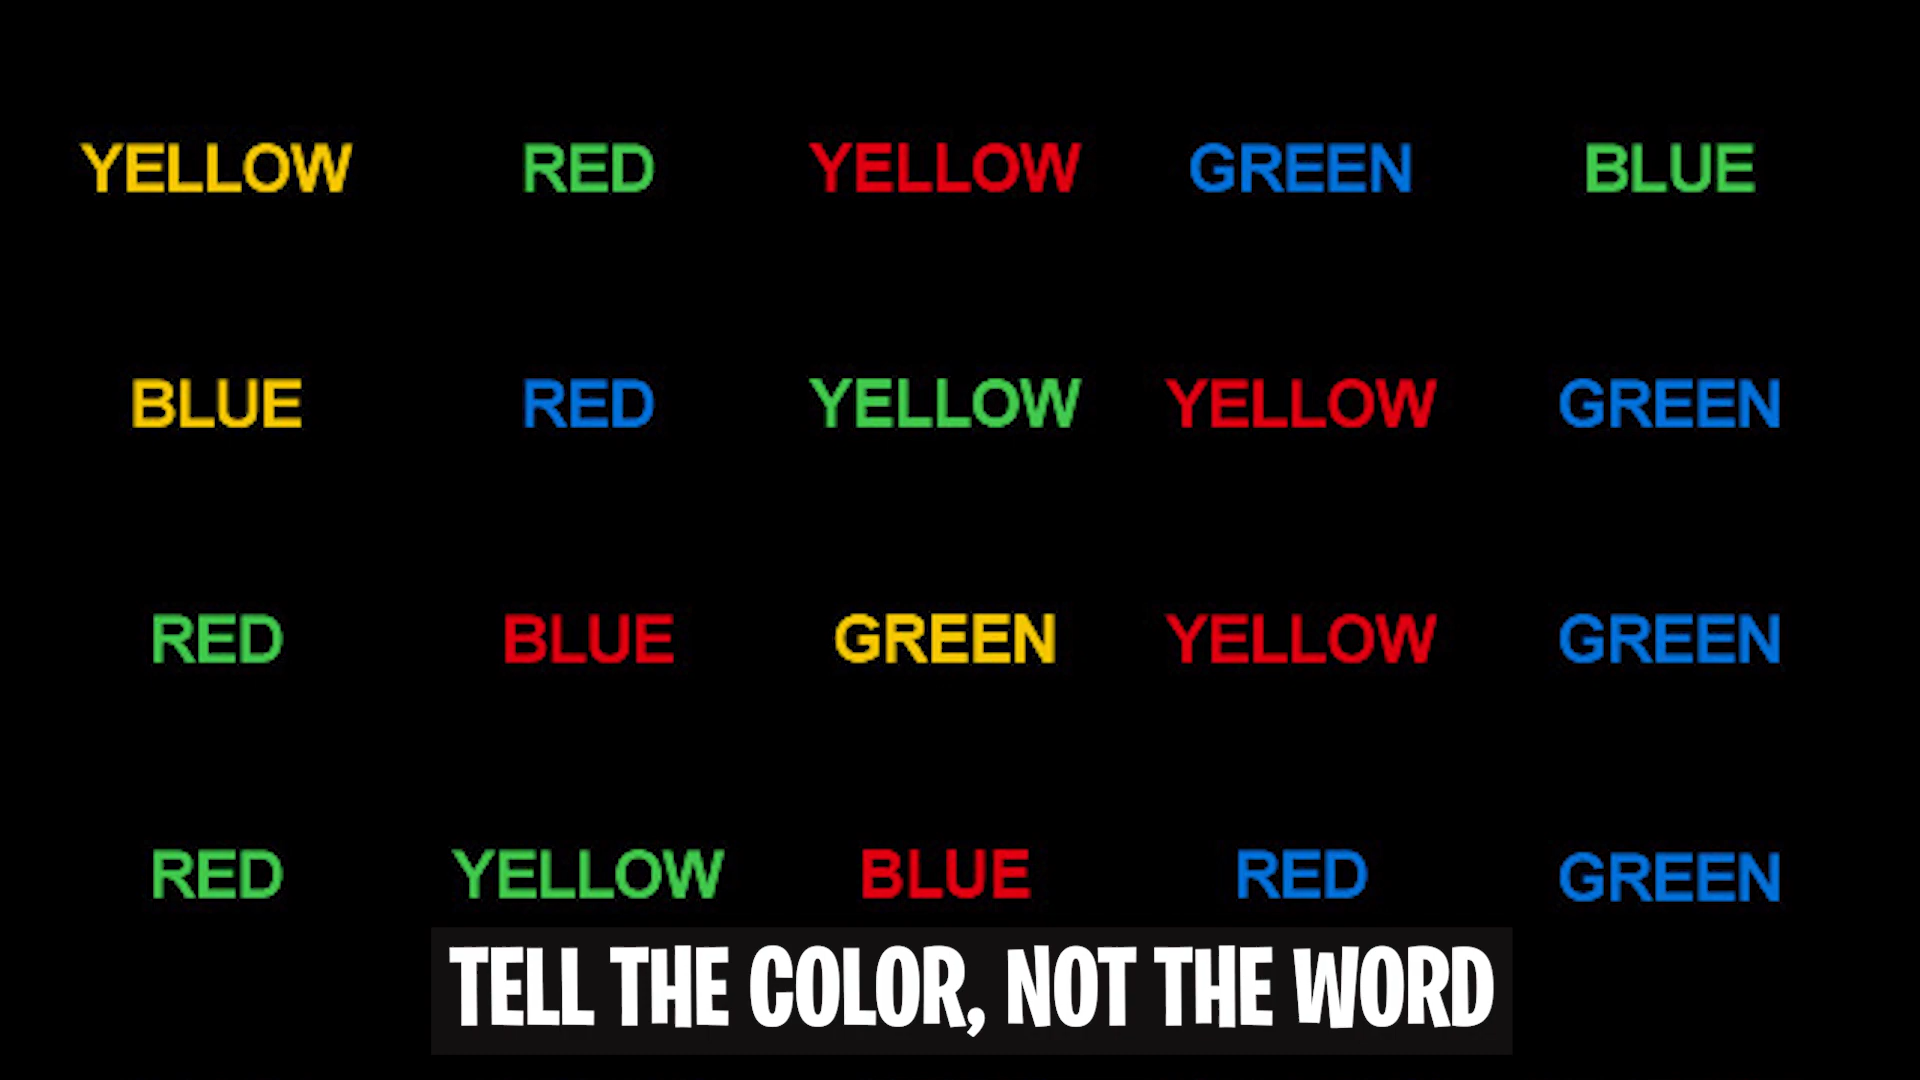 YELLOW RED YELLOW GREEN BLUE
BLUE RED YELLOW YELLOW GREEN
RED BLUE GREEN YELLOW GREEN
RED YELLOW BLUE RED GREEN
TELL THE COLOR, NOT THE WORD